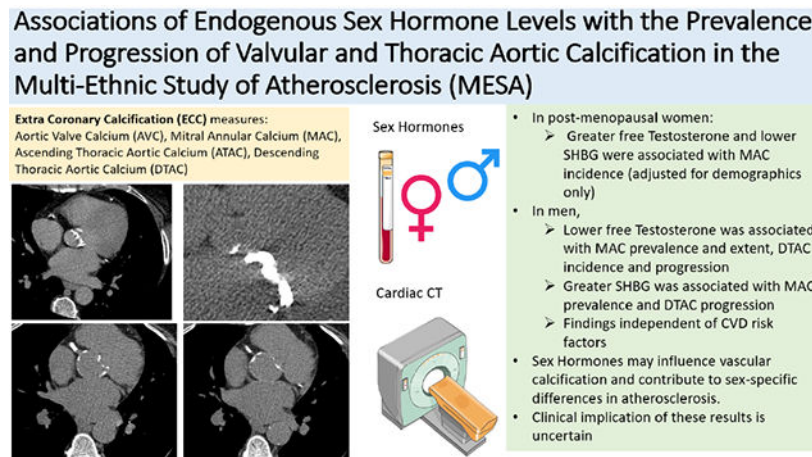 Associations of Endogenous Sex Hormone Levels with the Prevalence
and Progression of Valvular and Thoracic Aortic Calcification in the
Multi-Ethnic Study of Atherosclerosis (MESA)
Extra Coronary Calcification (ECC) measures:
Aortic Valve Calcium (AVC), Mitral Annular Calcium (MAC),
Ascending Thoracic Aortic Calcium (ATAC), Descending
Thoracic Aortic Calcium (DTAC)
Sex Hormones
Cardiac CT
• In post-menopausal women:
➢ Greater free Testosterone and lower
SHBG were associated with MAC
incidence (adjusted for demographics
only)
• In men,
➢ Lower free Testosterone was associated
with MAC prevalence and extent, DTAC
incidence and progression
➢ Greater SHBG was associated with MAC
prevalence and DTAC progression
➢ Findings independent of CVD risk
factors
• Sex Hormones may influence vascular
calcification and contribute to sex-specific
differences in atherosclerosis.
• Clinical implication of these results is
uncertain